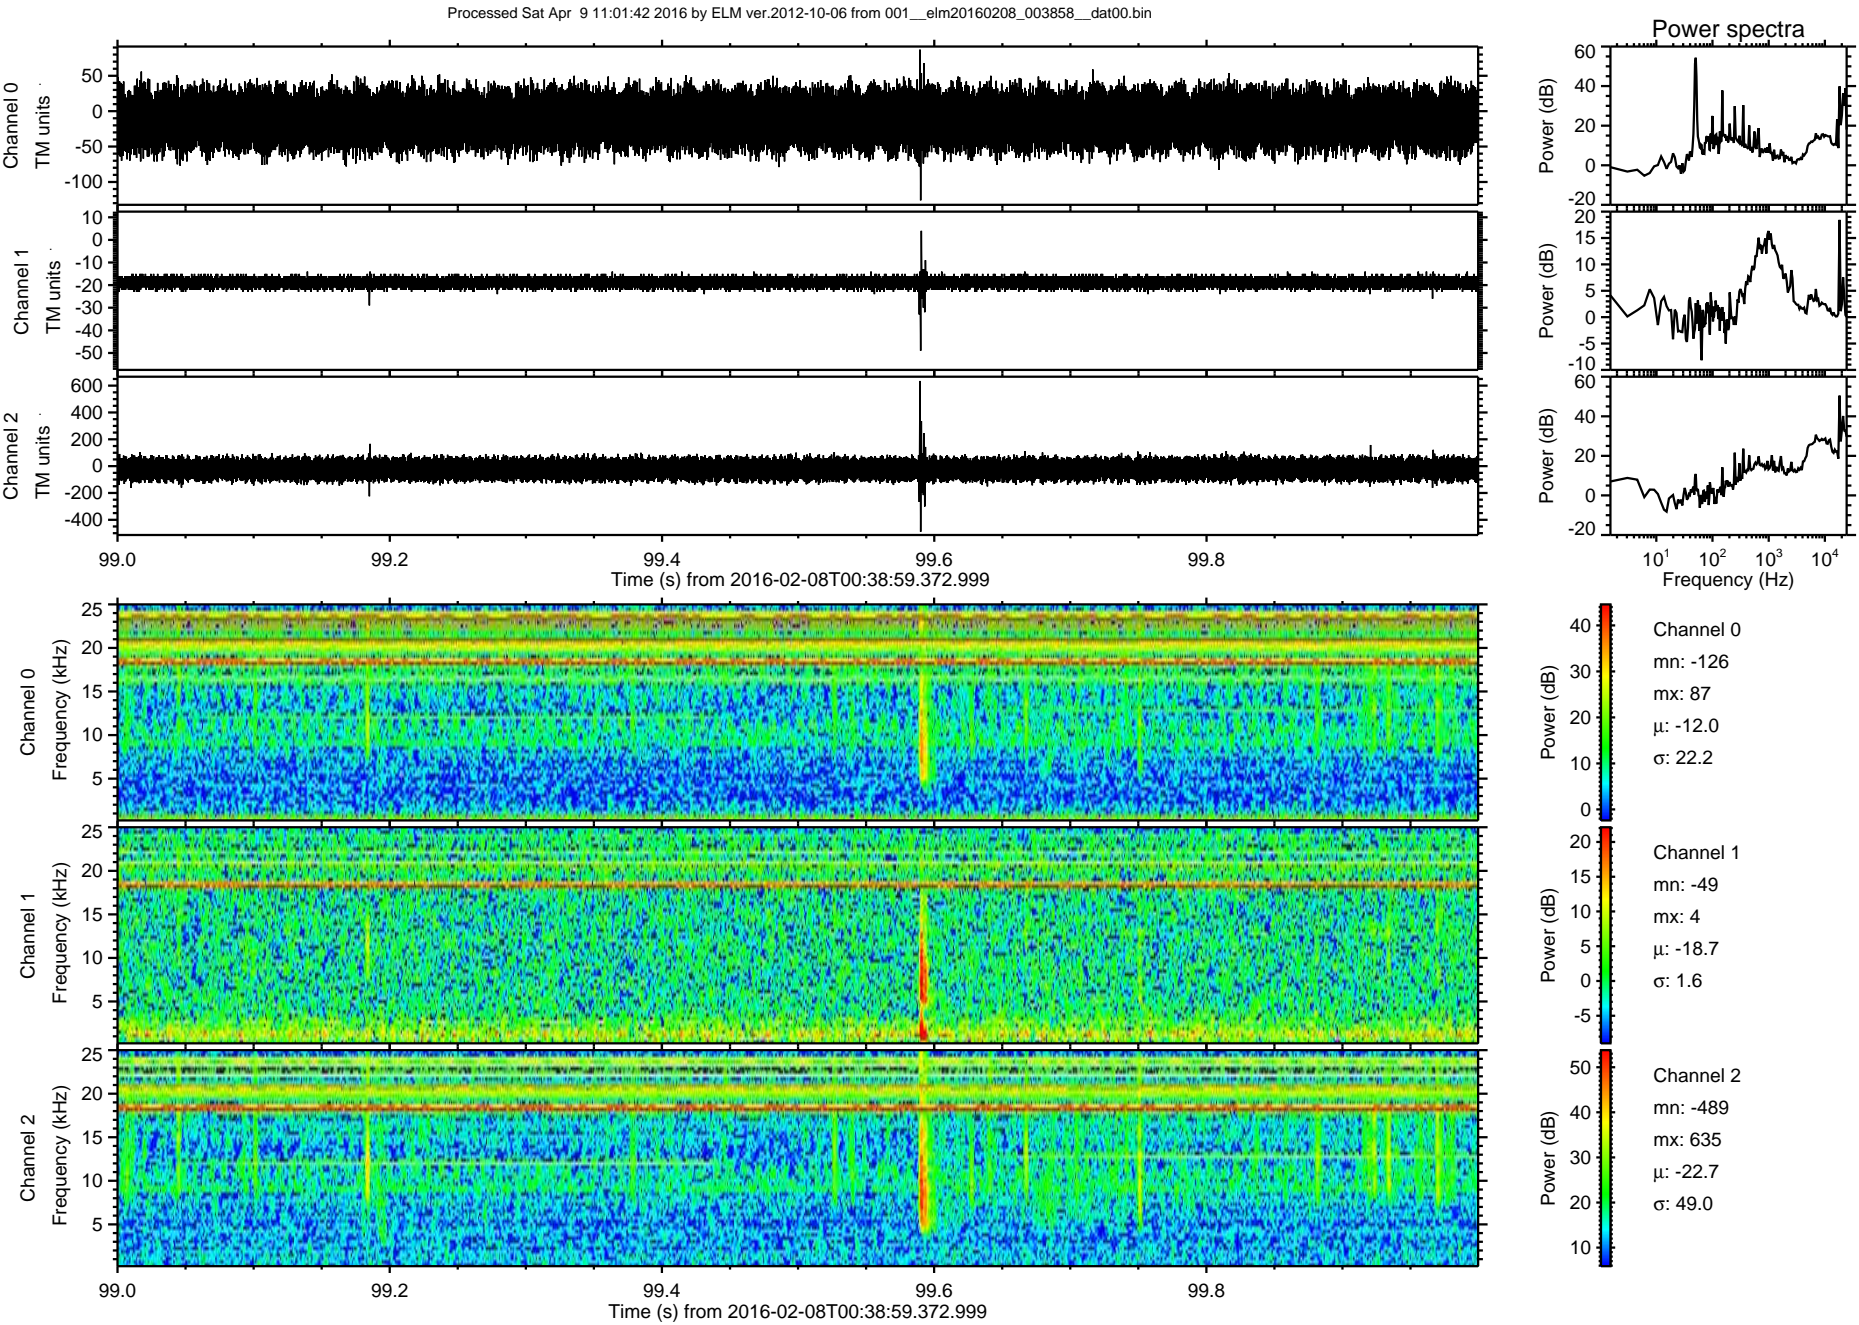 Processed Sat Apr 9 11:01:42 2016 by ELM ver.2012-10-06 from 001__elm20160208_003858__dat00.bin
Channel 0
TM units
50
0
-50
-100
Channel 1
TM units
10
0
-10
-20
-30
-40
-50
Channel 2
TM units
600
400
200
0
-200
-400
99.0 99.2 99.4 99.6 99.8
Time (s) from 2016-02-08T00:38:59.372.999
Power spectra
Power (dB)
60
40
20
0
-20
Power (dB)
20
15
10
5
0
-5
-10
Power (dB)
60
40
20
0
-20
10^1 10^2 10^3 10^4
Frequency (Hz)
Channel 0
Frequency (kHz)
25
20
15
10
5
Power (dB)
40
30
20
10
0
Channel 0
mn: -126
mx: 87
μ: -12.0
σ: 22.2
Channel 1
Frequency (kHz)
25
20
15
10
5
Power (dB)
20
15
10
5
0
-5
Channel 1
mn: -49
mx: 4
μ: -18.7
σ: 1.6
Channel 2
Frequency (kHz)
25
20
15
10
5
Power (dB)
50
40
30
20
10
Channel 2
mn: -489
mx: 635
μ: -22.7
σ: 49.0
99.0 99.2 99.4 99.6 99.8
Time (s) from 2016-02-08T00:38:59.372.999